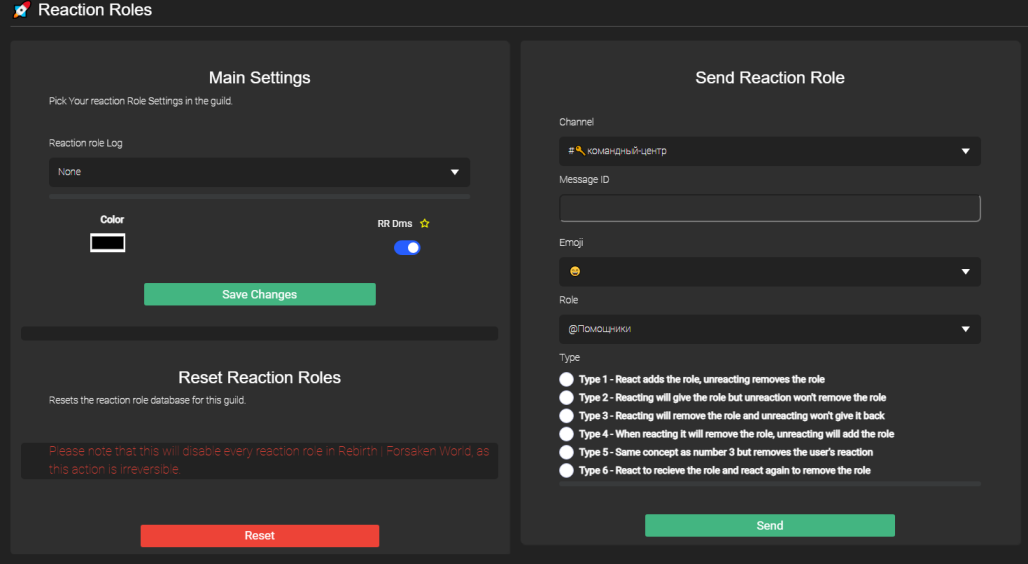 Reaction Roles
Main Settings
Pick Your reaction Role Settings in the guild.
Reaction role Log
None
Color
RR Dms
Save Changes
Reset Reaction Roles
Resets the reaction role database for this guild.
Please note that this will disable every reaction role in Rebirth | Forsaken World, as
this action is irreversible
Reset
Send Reaction Role
Channel
#🔑командный-центр
Message ID
Emoji
😀
Role
@Помощники
Type
Type 1 - React adds the role, unreacting removes the role
Type 2 - Reacting will give the role but unreaction won't remove the role
Type 3 - Reacting will remove the role and unreacting won't give it back
Type 4 - When reacting it will remove the role, unreacting will add the role
Type 5 - Same concept as number 3 but removes the user's reaction
Type 6 - React to recieve the role and react again to remove the role
Send